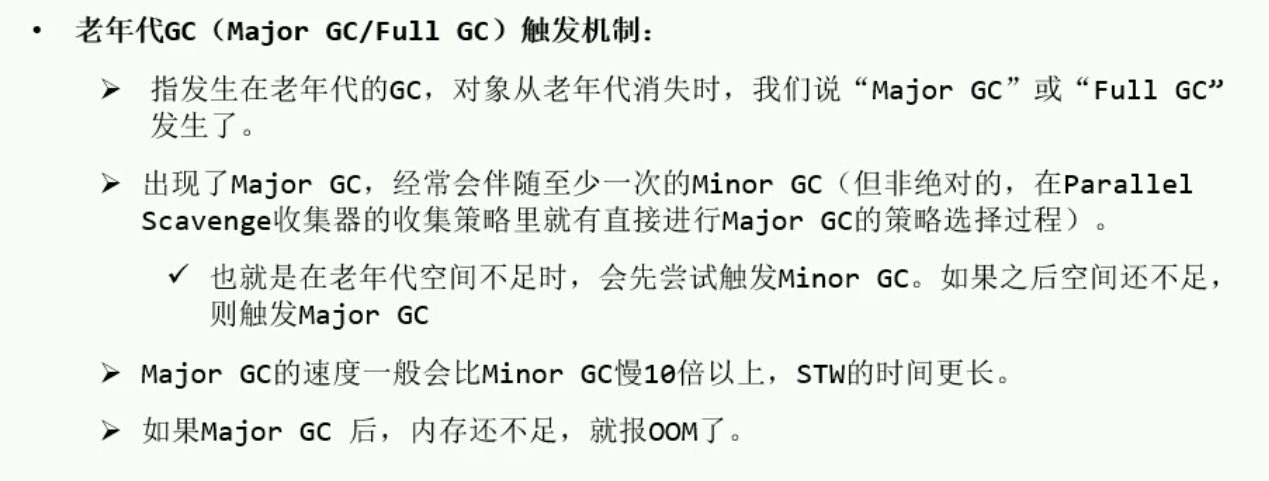 • 老年代GC（Major GC/Full GC）触发机制：
➢ 指发生在老年代的GC，对象从老年代消失时，我们说“Major GC”或“Full GC”
发生了。
➢ 出现了Major GC，经常会伴随至少一次的Minor GC（但非绝对的，在Parallel
Scavenge收集器的收集策略里就有直接进行Major GC的策略选择过程）。
✓ 也就是在老年代空间不足时，会先尝试触发Minor GC。如果之后空间还不足，
则触发Major GC
➢ Major GC的速度一般会比Minor GC慢10倍以上，STW的时间更长。
➢ 如果Major GC 后，内存还不足，就报OOM了。